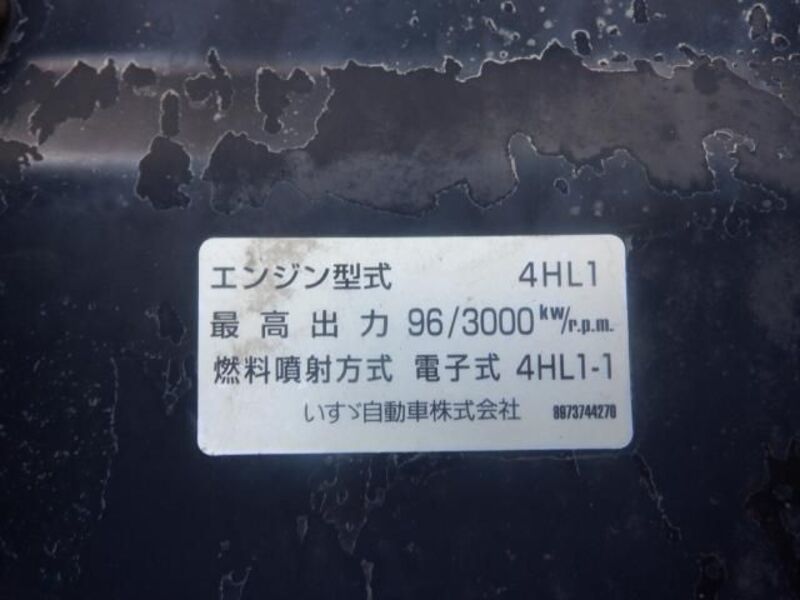 エンジン型式 4HL1
最高出力 96/3000 kw/r.p.m.
燃料噴射方式 電子式 4HL1-1
いすゞ自動車株式会社 8973744270